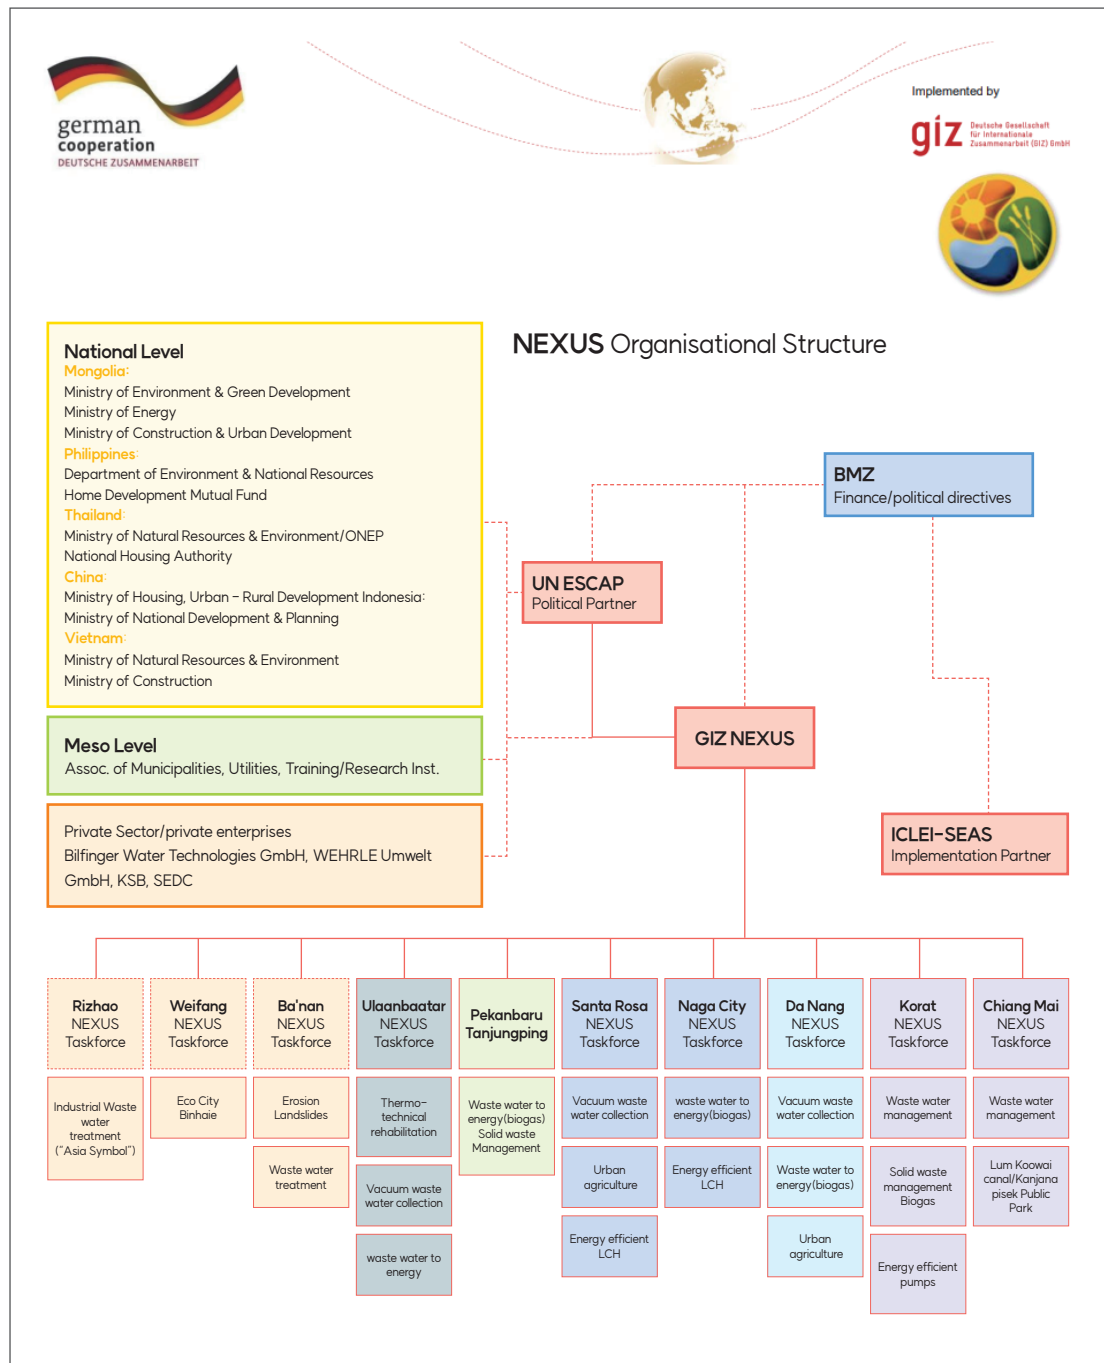 german
cooperation
DEUTSCHE ZUSAMMENARBEIT
Implemented by
giz Deutsche Gesellschaft
für Internationale
Zusammenarbeit (GIZ) GmbH
NEXUS Organisational Structure
National Level
Mongolia:
Ministry of Environment & Green Development
Ministry of Energy
Ministry of Construction & Urban Development
Philippines:
Department of Environment & National Resources
Home Development Mutual Fund
Thailand:
Ministry of Natural Resources & Environment/ONEP
National Housing Authority
China:
Ministry of Housing, Urban – Rural Development Indonesia:
Ministry of National Development & Planning
Vietnam:
Ministry of Natural Resources & Environment
Ministry of Construction
Meso Level
Assoc. of Municipalities, Utilities, Training/Research Inst.
Private Sector/private enterprises
Bilfinger Water Technologies GmbH, WEHRLE Umwelt
GmbH, KSB, SEDC
BMZ
Finance/political directives
UN ESCAP
Political Partner
GIZ NEXUS
ICLEI-SEAS
Implementation Partner
Rizhao
NEXUS
Taskforce
Industrial Waste
water
treatment
("Asia Symbol")
Weifang
NEXUS
Taskforce
Eco City
Binhaie
Ba'nan
NEXUS
Taskforce
Erosion
Landslides
Waste water
treatment
Ulaanbaatar
NEXUS
Taskforce
Thermo-
technical
rehabilitation
Vacuum waste
water collection
waste water to
energy
Pekanbaru
Tanjungping
Waste water to
energy(biogas)
Solid waste
Management
Santa Rosa
NEXUS
Taskforce
Vacuum waste
water collection
Urban
agriculture
Energy efficient
LCH
Naga City
NEXUS
Taskforce
waste water to
energy(biogas)
Energy efficient
LCH
Da Nang
NEXUS
Taskforce
Vacuum waste
water collection
Waste water to
energy(biogas)
Urban
agriculture
Korat
NEXUS
Taskforce
Waste water
management
Solid waste
management
Biogas
Energy efficient
pumps
Chiang Mai
NEXUS
Taskforce
Waste water
management
Lum Koowai
canal/Kanjana
pisek Public
Park